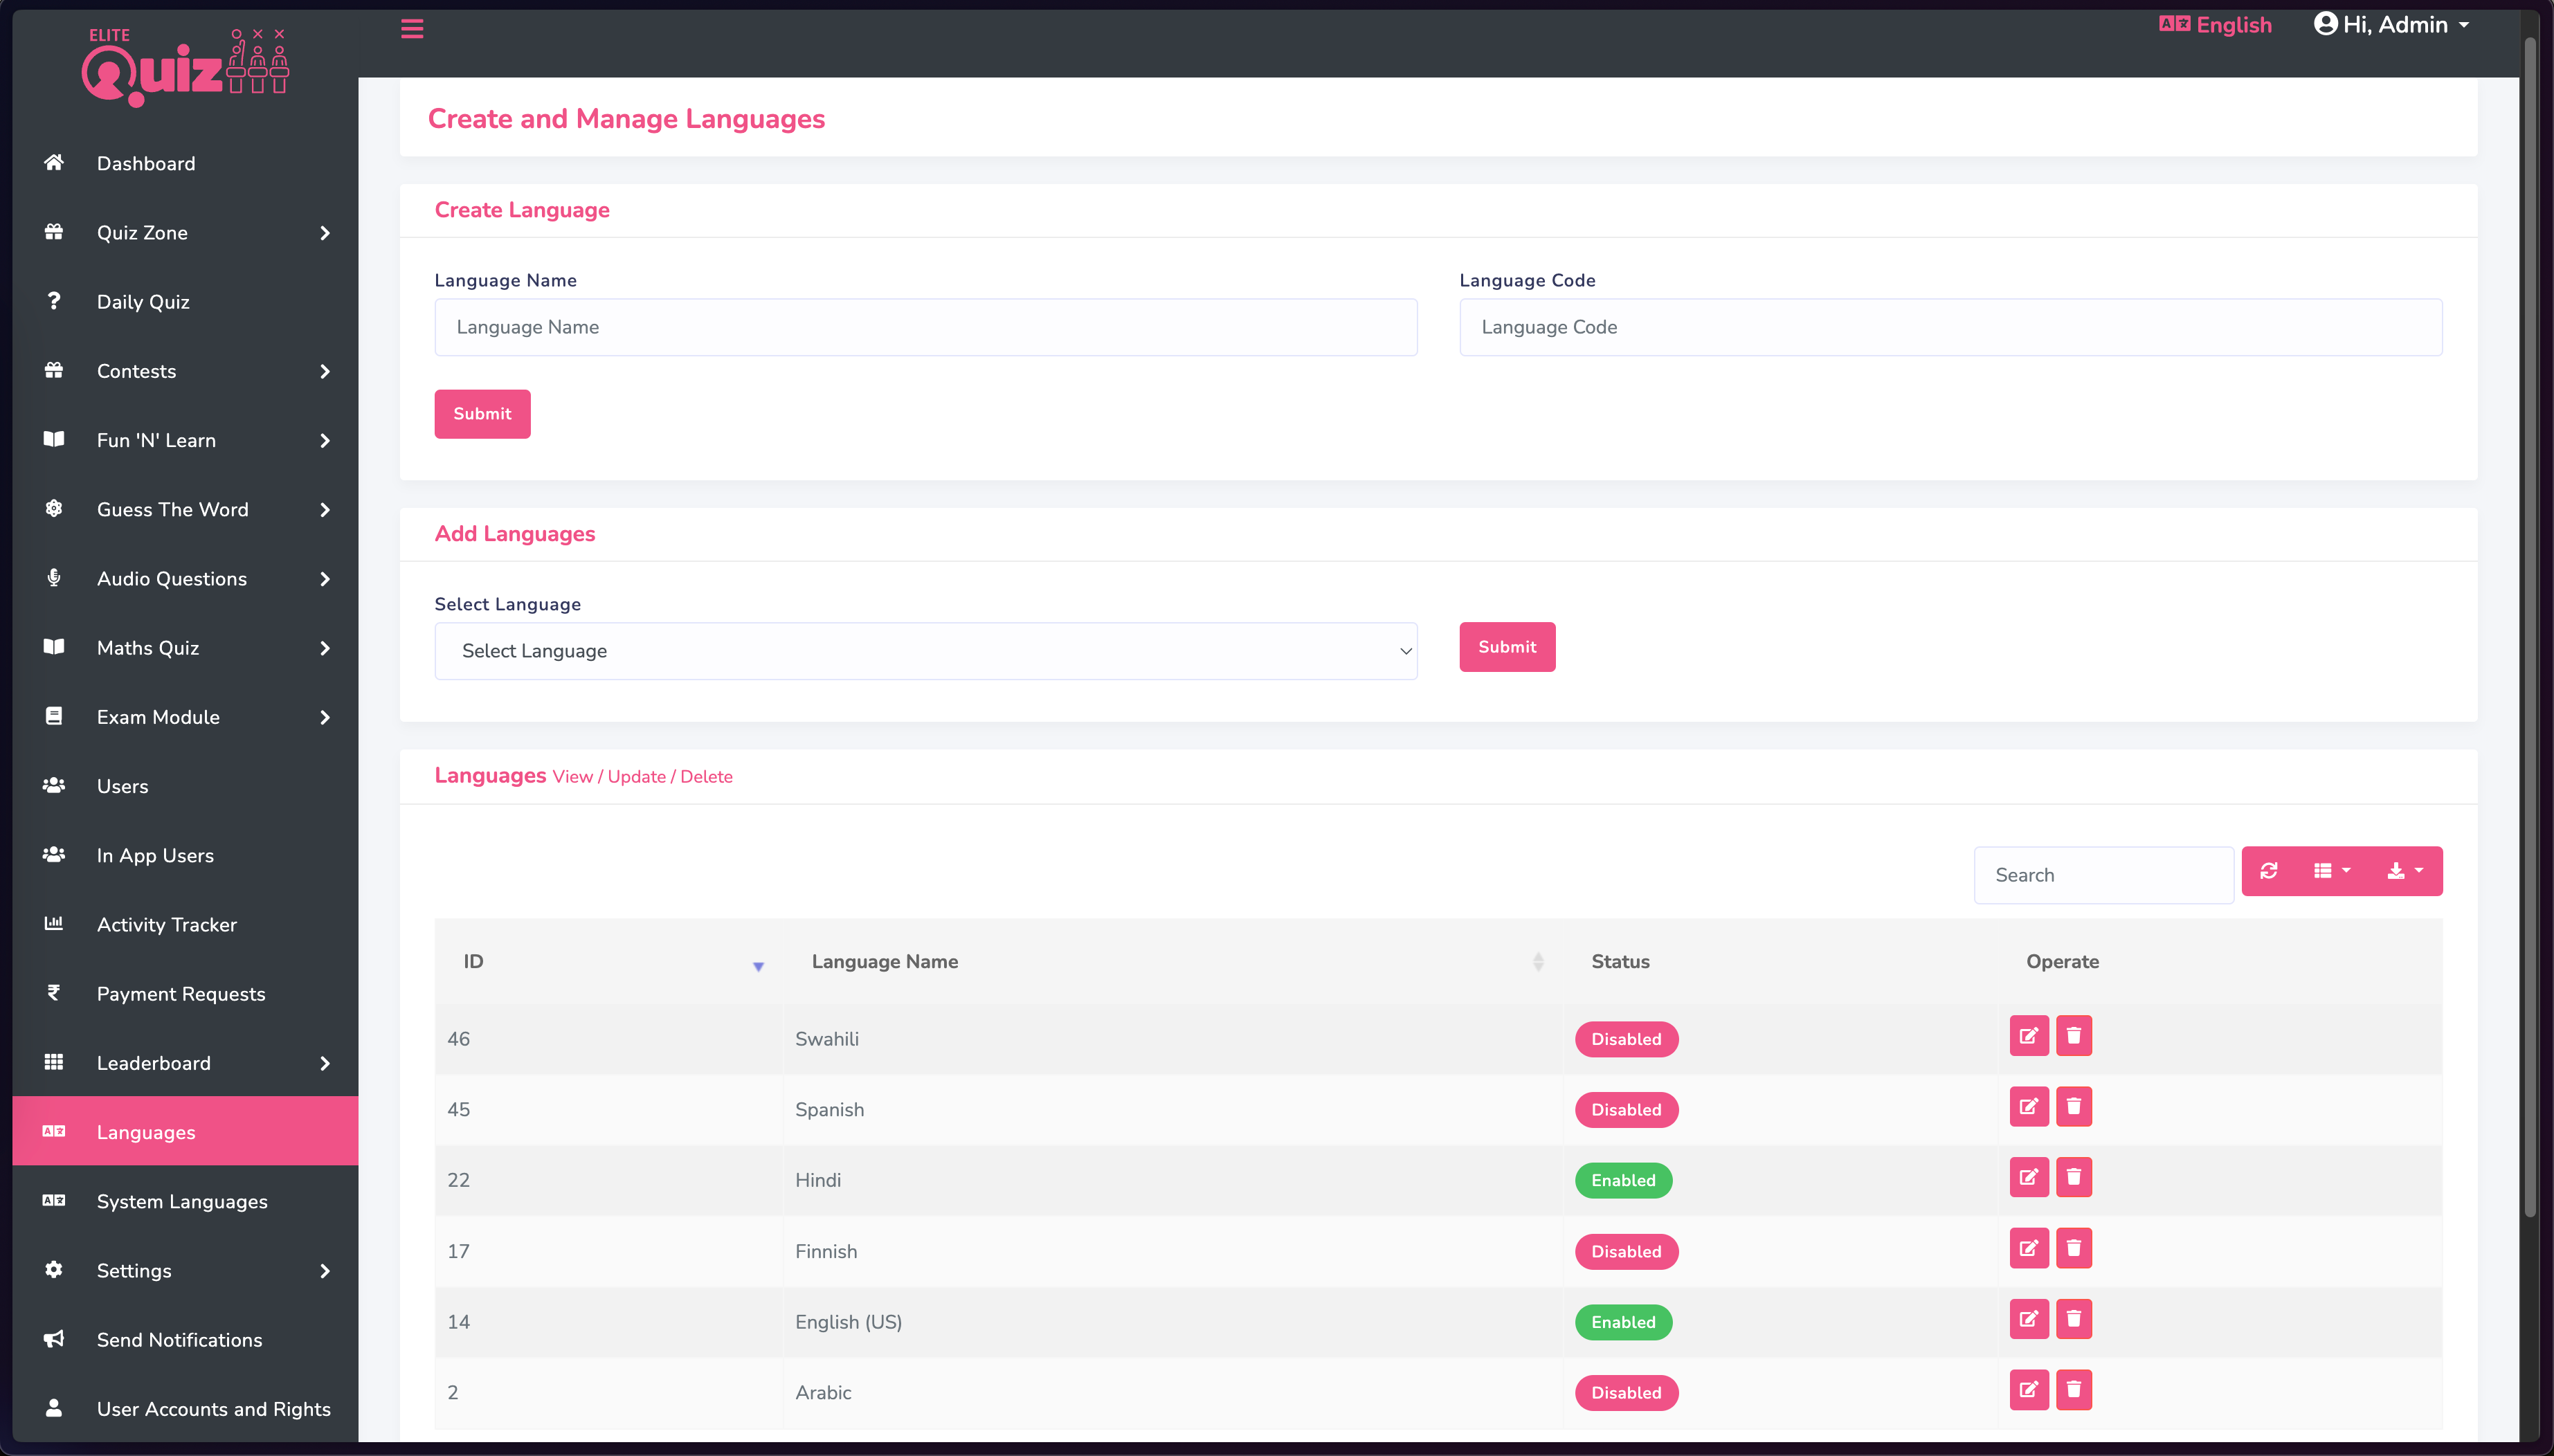 ELITE
Quiz
English
Hi, Admin
Dashboard
Quiz Zone
Daily Quiz
Contests
Fun 'N' Learn
Guess The Word
Audio Questions
Maths Quiz
Exam Module
Users
In App Users
Activity Tracker
Payment Requests
Leaderboard
Languages
System Languages
Settings
Send Notifications
User Accounts and Rights
Create and Manage Languages
Create Language
Language Name
Language Code
Language Name
Language Code
Submit
Add Languages
Select Language
Select Language
Submit
Languages View / Update / Delete
Search
ID Language Name Status Operate
46 Swahili Disabled
45 Spanish Disabled
22 Hindi Enabled
17 Finnish Disabled
14 English (US) Enabled
2 Arabic Disabled